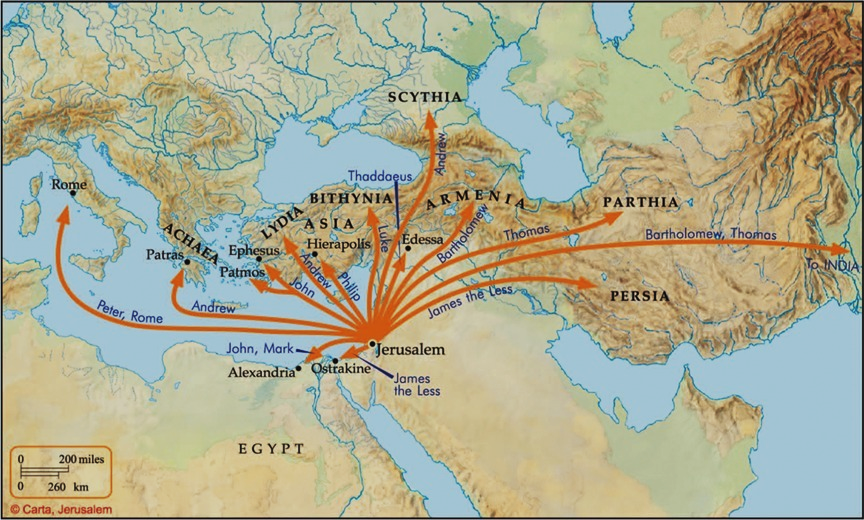 SCYTHIA
Andrew
Thaddaeus
Rome
BITHYNIA
ARMENIA
PARTHIA
LYDIA
ASIA
ACHAEA
Luke
Bartholomew
Thomas
Bartholomew, Thomas
Ephesus
Hierapolis
Edessa
Patras
Patmos
Andrew
Philip
John
To INDIA
James the Less
PERSIA
Peter, Rome
Andrew
John, Mark
Jerusalem
Alexandria
Ostrakine
James
the Less
EGYPT
0 200 miles
0 260 km
© Carta, Jerusalem